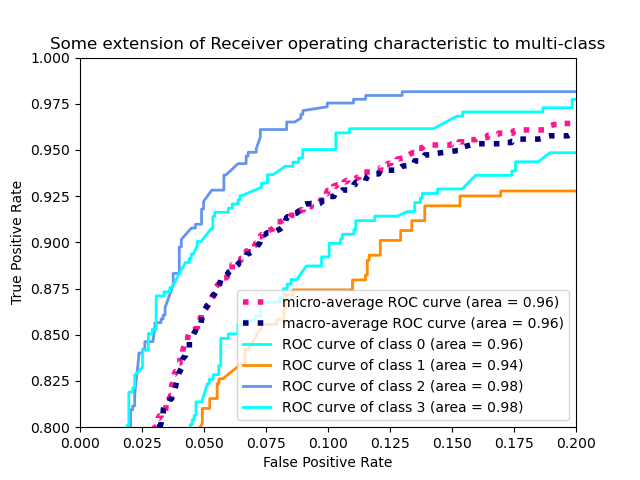 Some extension of Receiver operating characteristic to multi-class
True Positive Rate
1.000
0.975
0.950
0.925
0.900
0.875
0.850
0.825
0.800
micro-average ROC curve (area = 0.96)
macro-average ROC curve (area = 0.96)
ROC curve of class 0 (area = 0.96)
ROC curve of class 1 (area = 0.94)
ROC curve of class 2 (area = 0.98)
ROC curve of class 3 (area = 0.98)
0.000 0.025 0.050 0.075 0.100 0.125 0.150 0.175 0.200
False Positive Rate